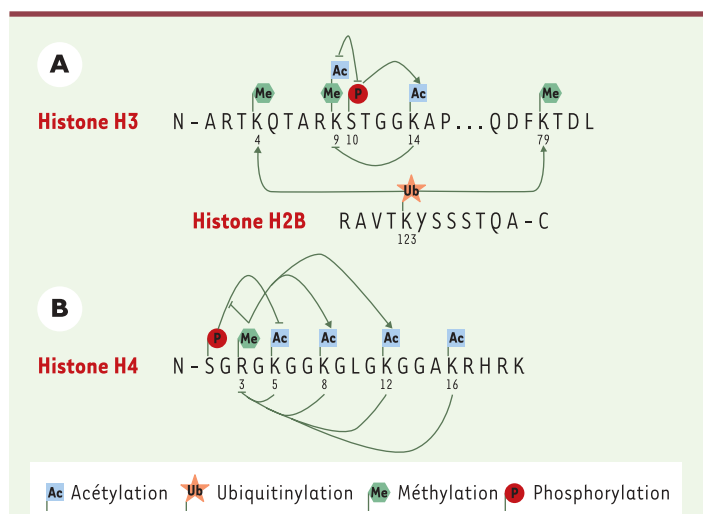 A
Ac
Me Me P Ac Me
Histone H3 N - ARTKQTARKSTGGKAP...QDFKTDL
4 9 10 14 79
Ub
Histone H2B RAVTKySSSTQA-C
123
B
P Me Ac Ac Ac Ac
Histone H4 N - SGRGKGGKGLGKGGAKRHRK
3 5 8 12 16
Ac Acétylation Ub Ubiquitinylation Me Méthylation P Phosphorylation